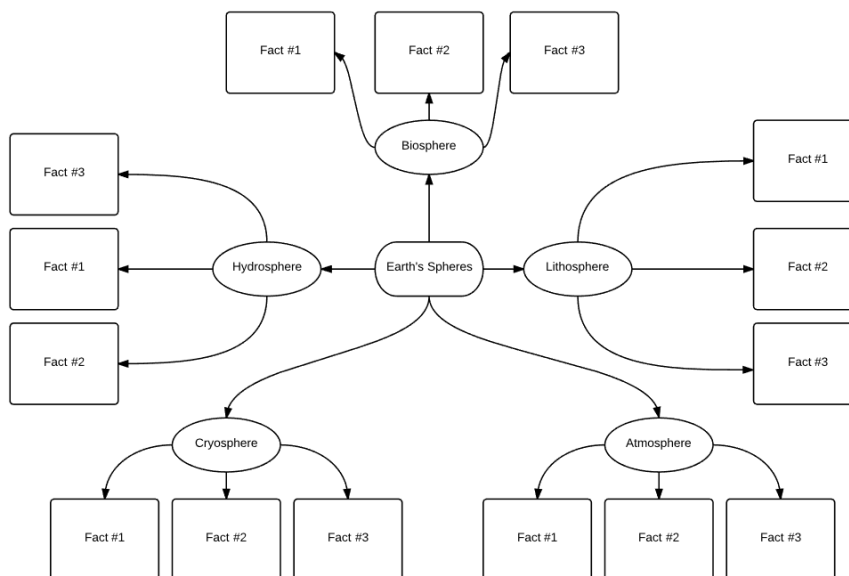 Fact #1
Fact #2
Fact #3
Biosphere
Fact #3
Fact #1
Fact #2
Hydrosphere
Earth's Spheres
Lithosphere
Fact #1
Fact #2
Fact #3
Cryosphere
Fact #1
Fact #2
Fact #3
Atmosphere
Fact #1
Fact #2
Fact #3